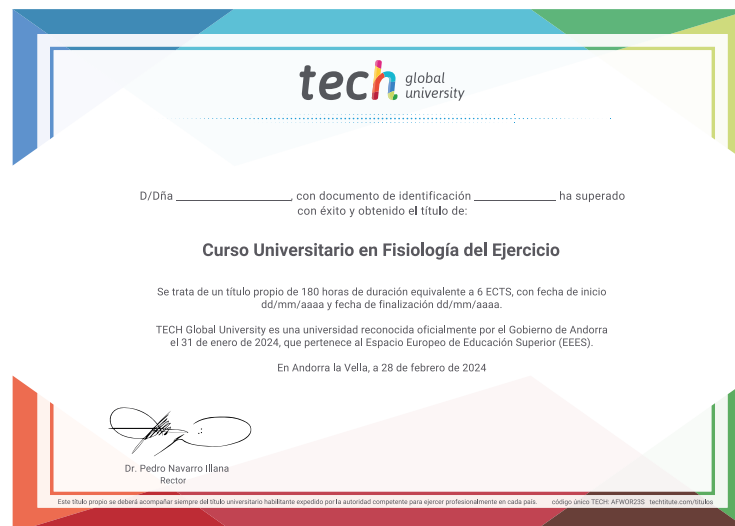 tech global university
D/Dña ______________, con documento de identificación ______________ ha superado
con éxito y obtenido el título de:
Curso Universitario en Fisiología del Ejercicio
Se trata de un título propio de 180 horas de duración equivalente a 6 ECTS, con fecha de inicio
dd/mm/aaaa y fecha de finalización dd/mm/aaaa.
TECH Global University es una universidad reconocida oficialmente por el Gobierno de Andorra
el 31 de enero de 2024, que pertenece al Espacio Europeo de Educación Superior (EEES).
En Andorra la Vella, a 28 de febrero de 2024
Dr. Pedro Navarro Illana
Rector
Este título propio se deberá acompañar siempre del título universitario habilitante expedido por la autoridad competente para ejercer profesionalmente en cada país. código único TECH: AFWOR23S techtitute.com/títulos